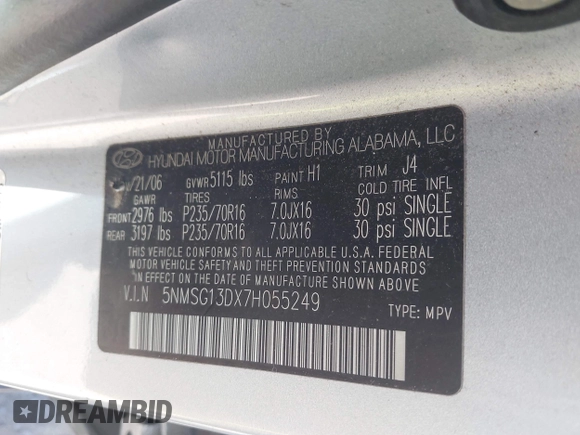 MANUFACTURED BY
HYUNDAI MOTOR MANUFACTURING ALABAMA, LLC
/21/06 GVWR 5115 lbs PAINT H1 TRIM J4
GAWR TIRES RIMS COLD TIRE INFL
FRONT 2976 lbs P235/70R16 7.0JX16 30 psi SINGLE
REAR 3197 lbs P235/70R16 7.0JX16 30 psi SINGLE
THIS VEHICLE CONFORMS TO ALL APPLICABLE U.S.A. FEDERAL
MOTOR VEHICLE SAFETY AND THEFT PREVENTION STANDARDS
IN EFFECT ON THE DATE OF MANUFACTURE SHOWN ABOVE
V.I.N 5NMSG13DX7H055249 TYPE: MPV
DREAMBID